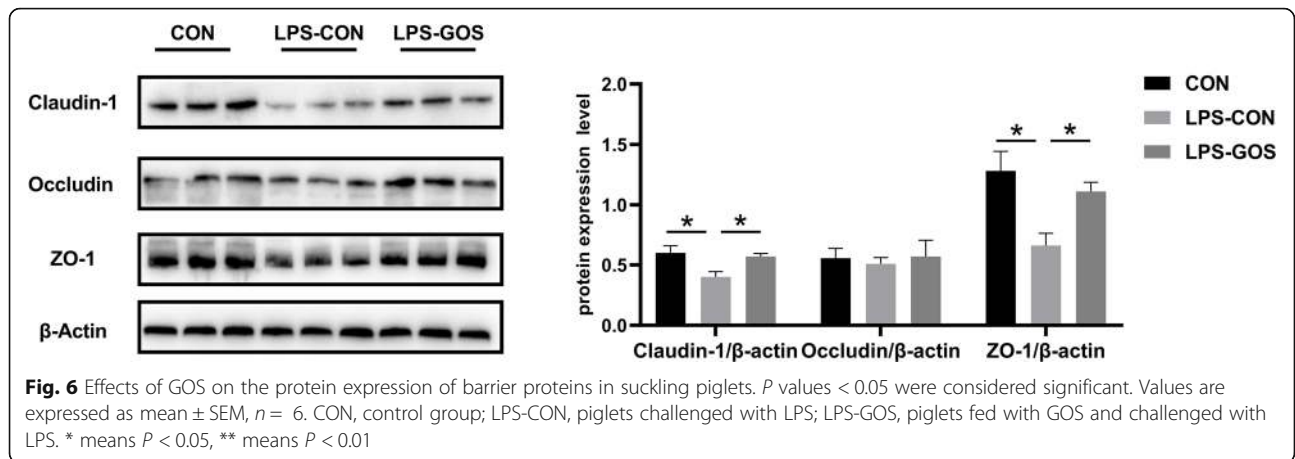 CON LPS-CON LPS-GOS
Claudin-1
Occludin
ZO-1
β-Actin
protein expression level
2.0
1.5
1.0
0.5
0.0
* * * *
Claudin-1/β-actin Occludin/β-actin ZO-1/β-actin
CON
LPS-CON
LPS-GOS
Fig. 6 Effects of GOS on the protein expression of barrier proteins in suckling piglets. P values < 0.05 were considered significant. Values are
expressed as mean ± SEM, n = 6. CON, control group; LPS-CON, piglets challenged with LPS; LPS-GOS, piglets fed with GOS and challenged with
LPS. * means P < 0.05, ** means P < 0.01